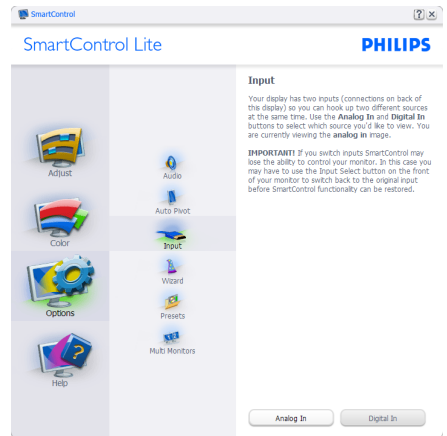 SmartControl
SmartControl Lite
PHILIPS
Adjust
Color
Options
Help
Audio
Auto Pivot
Input
Wizard
Presets
Multi Monitors
Input
Your display has two inputs (connections on back of
this display) so you can hook up two different sources
at the same time. Use the Analog In and Digital In
buttons to select which source you'd like to view. You
are currently viewing the analog in image.
IMPORTANT! If you switch inputs SmartControl may
lose the ability to control your monitor. In this case you
may have to use the Input Select button on the front
of your monitor to switch back to the original input
before SmartControl functionality can be restored.
Analog In
Digital In